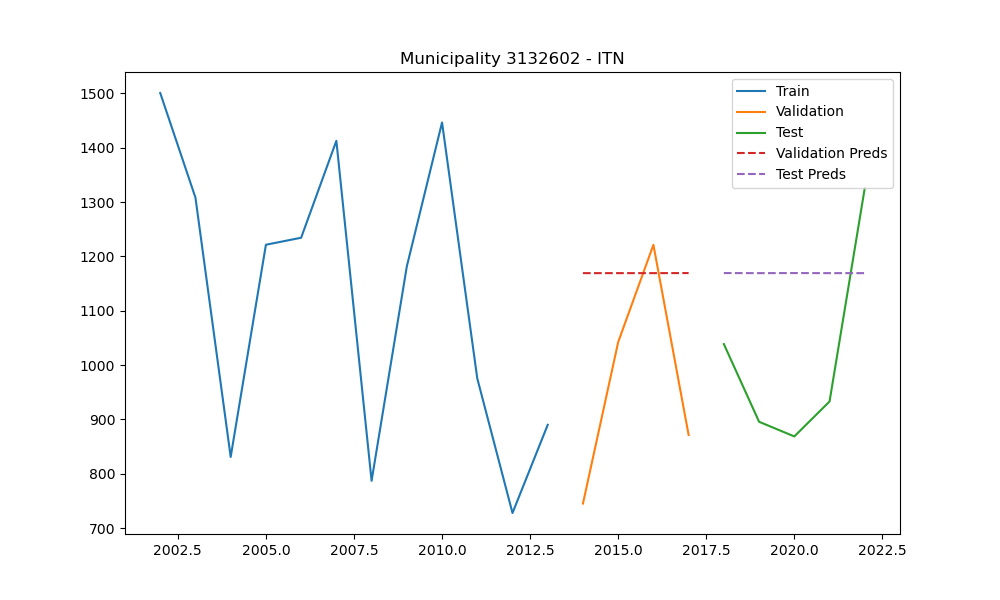 Municipality 3132602 - ITN
Train
Validation
Test
Validation Preds
Test Preds
1500
1400
1300
1200
1100
1000
900
800
700
2002.5 2005.0 2007.5 2010.0 2012.5 2015.0 2017.5 2020.0 2022.5